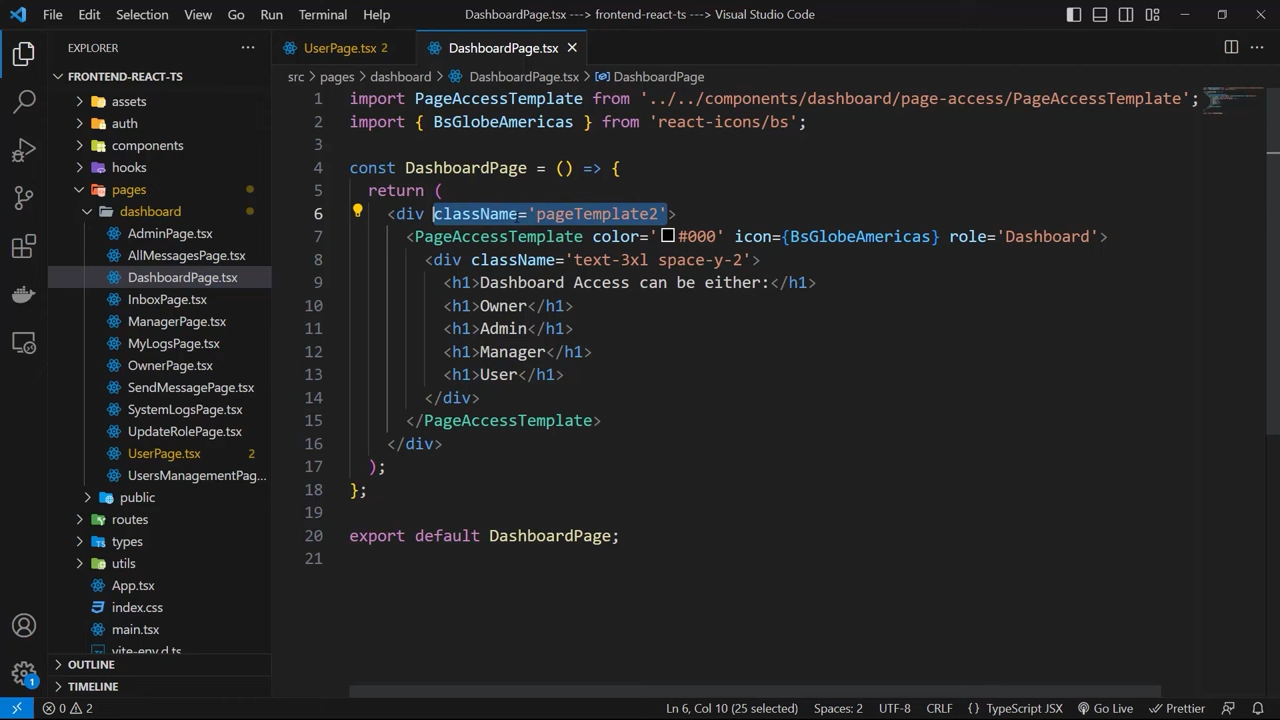 File Edit Selection View Go Run Terminal Help DashboardPage.tsx ---> frontend-react-ts ---> Visual Studio Code
EXPLORER
FRONTEND-REACT-TS
assets
auth
components
hooks
pages
dashboard
AdminPage.tsx
AllMessagesPage.tsx
DashboardPage.tsx
InboxPage.tsx
ManagerPage.tsx
MyLogsPage.tsx
OwnerPage.tsx
SendMessagePage.tsx
SystemLogsPage.tsx
UpdateRolePage.tsx
UserPage.tsx 2
UsersManagementPag...
public
routes
types
utils
App.tsx
index.css
main.tsx
vite-env.d.ts
OUTLINE
TIMELINE
UserPage.tsx 2 DashboardPage.tsx
src > pages > dashboard > DashboardPage.tsx > DashboardPage
1 import PageAccessTemplate from '../../components/dashboard/page-access/PageAccessTemplate';
2 import { BsGlobeAmericas } from 'react-icons/bs';
3
4 const DashboardPage = () => {
5 return (
6 <div className='pageTemplate2'>
7 <PageAccessTemplate color='#000' icon={BsGlobeAmericas} role='Dashboard'>
8 <div className='text-3xl space-y-2'>
9 <h1>Dashboard Access can be either:</h1>
10 <h1>Owner</h1>
11 <h1>Admin</h1>
12 <h1>Manager</h1>
13 <h1>User</h1>
14 </div>
15 </PageAccessTemplate>
16 </div>
17 );
18 };
19
20 export default DashboardPage;
21
1
0 2 Ln 6, Col 10 (25 selected) Spaces: 2 UTF-8 CRLF { } TypeScript JSX Go Live Prettier